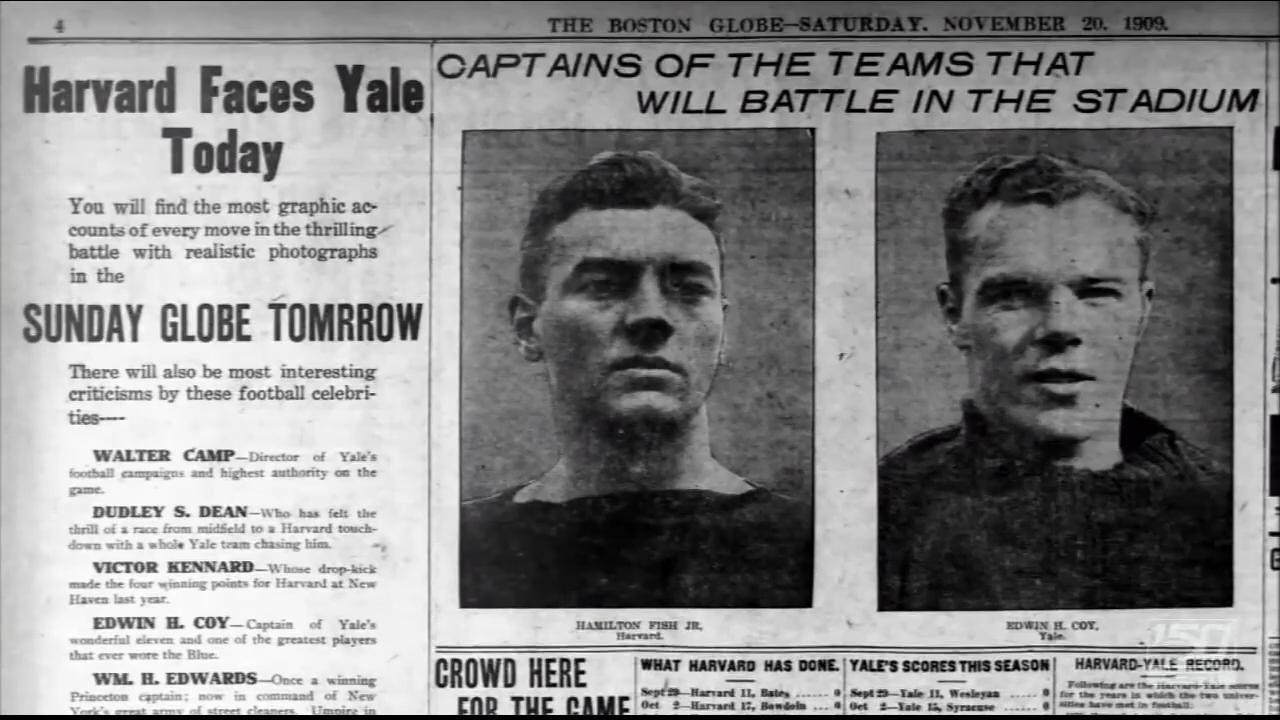 4
THE BOSTON GLOBE—SATURDAY, NOVEMBER 20, 1909.
Harvard Faces Yale
Today
You will find the most graphic ac-
counts of every move in the thrilling
battle with realistic photographs
in the
SUNDAY GLOBE TOMRROW
There will also be most interesting
criticisms by these football celebri-
ties----
WALTER CAMP—Director of Yale's
football campaigns and highest authority on the
game.
DUDLEY S. DEAN—Who has felt the
thrill of a race from midfield to a Harvard touch-
down with a whole Yale team chasing him.
VICTOR KENNARD—Whose drop-kick
made the four winning points for Harvard at New
Haven last year.
EDWIN H. COY—Captain of Yale's
wonderful eleven and one of the greatest players
that ever wore the Blue.
WM. H. EDWARDS—Once a winning
Princeton captain; now in command of New
York's great army of street cleaners. Umpire in
CAPTAINS OF THE TEAMS THAT
WILL BATTLE IN THE STADIUM
HAMILTON FISH JR,
Harvard.
EDWIN H. COY,
Yale.
CROWD HERE
FOR THE GAME
WHAT HARVARD HAS DONE.
Sept 29—Harvard 11, Bates ...... 0
Oct 2—Harvard 17, Bowdoin .... 0
YALE'S SCORES THIS SEASON
Sept 29—Yale 11, Wesleyan ..... 0
Oct 2—Yale 15, Syracuse ..... 0
HARVARD-YALE RECORD.
Following are the Harvard-Yale scores
for the years in which the two univer-
sities have met in football:
150